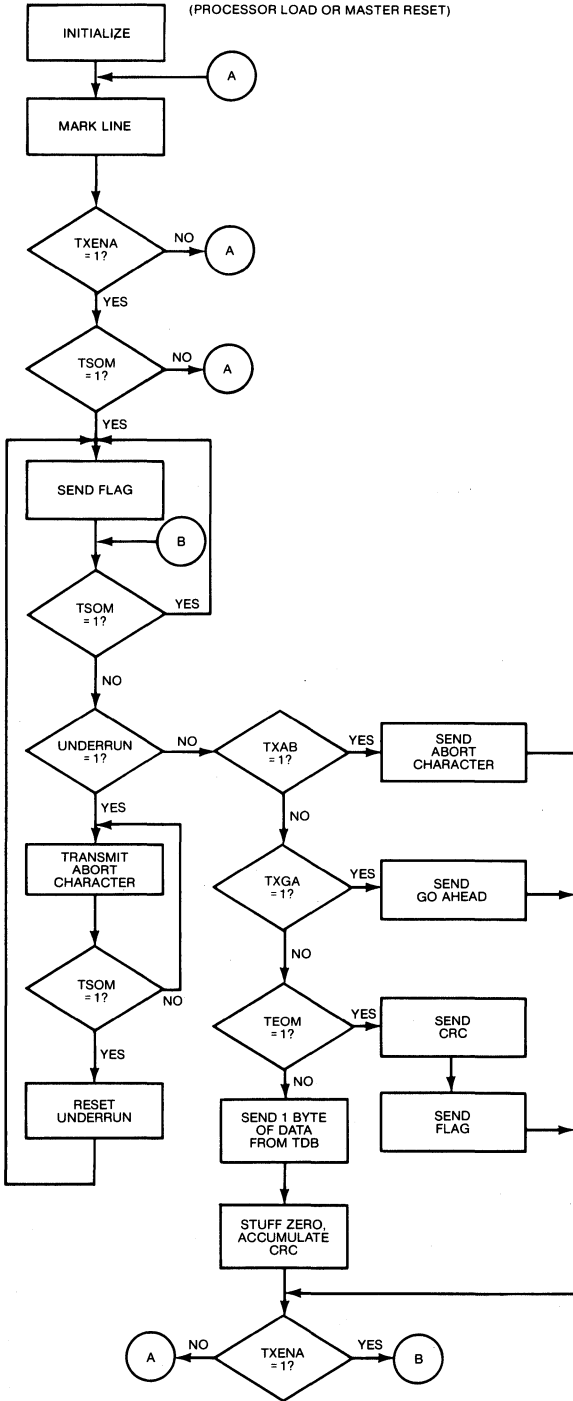 (PROCESSOR LOAD OR MASTER RESET)
INITIALIZE
A
MARK LINE
TXENA
= 1?
NO
A
YES
TSOM
= 1?
NO
A
YES
SEND FLAG
B
TSOM
= 1?
YES
NO
UNDERRUN
= 1?
NO
TXAB
= 1?
YES
SEND
ABORT
CHARACTER
YES
NO
TRANSMIT
ABORT
CHARACTER
TXGA
= 1?
YES
SEND
GO AHEAD
TSOM
= 1?
NO
NO
YES
TEOM
= 1?
YES
SEND
CRC
NO
RESET
UNDERRUN
SEND 1 BYTE
OF DATA
FROM TDB
SEND
FLAG
STUFF ZERO,
ACCUMULATE
CRC
A
NO
TXENA
= 1?
YES
B